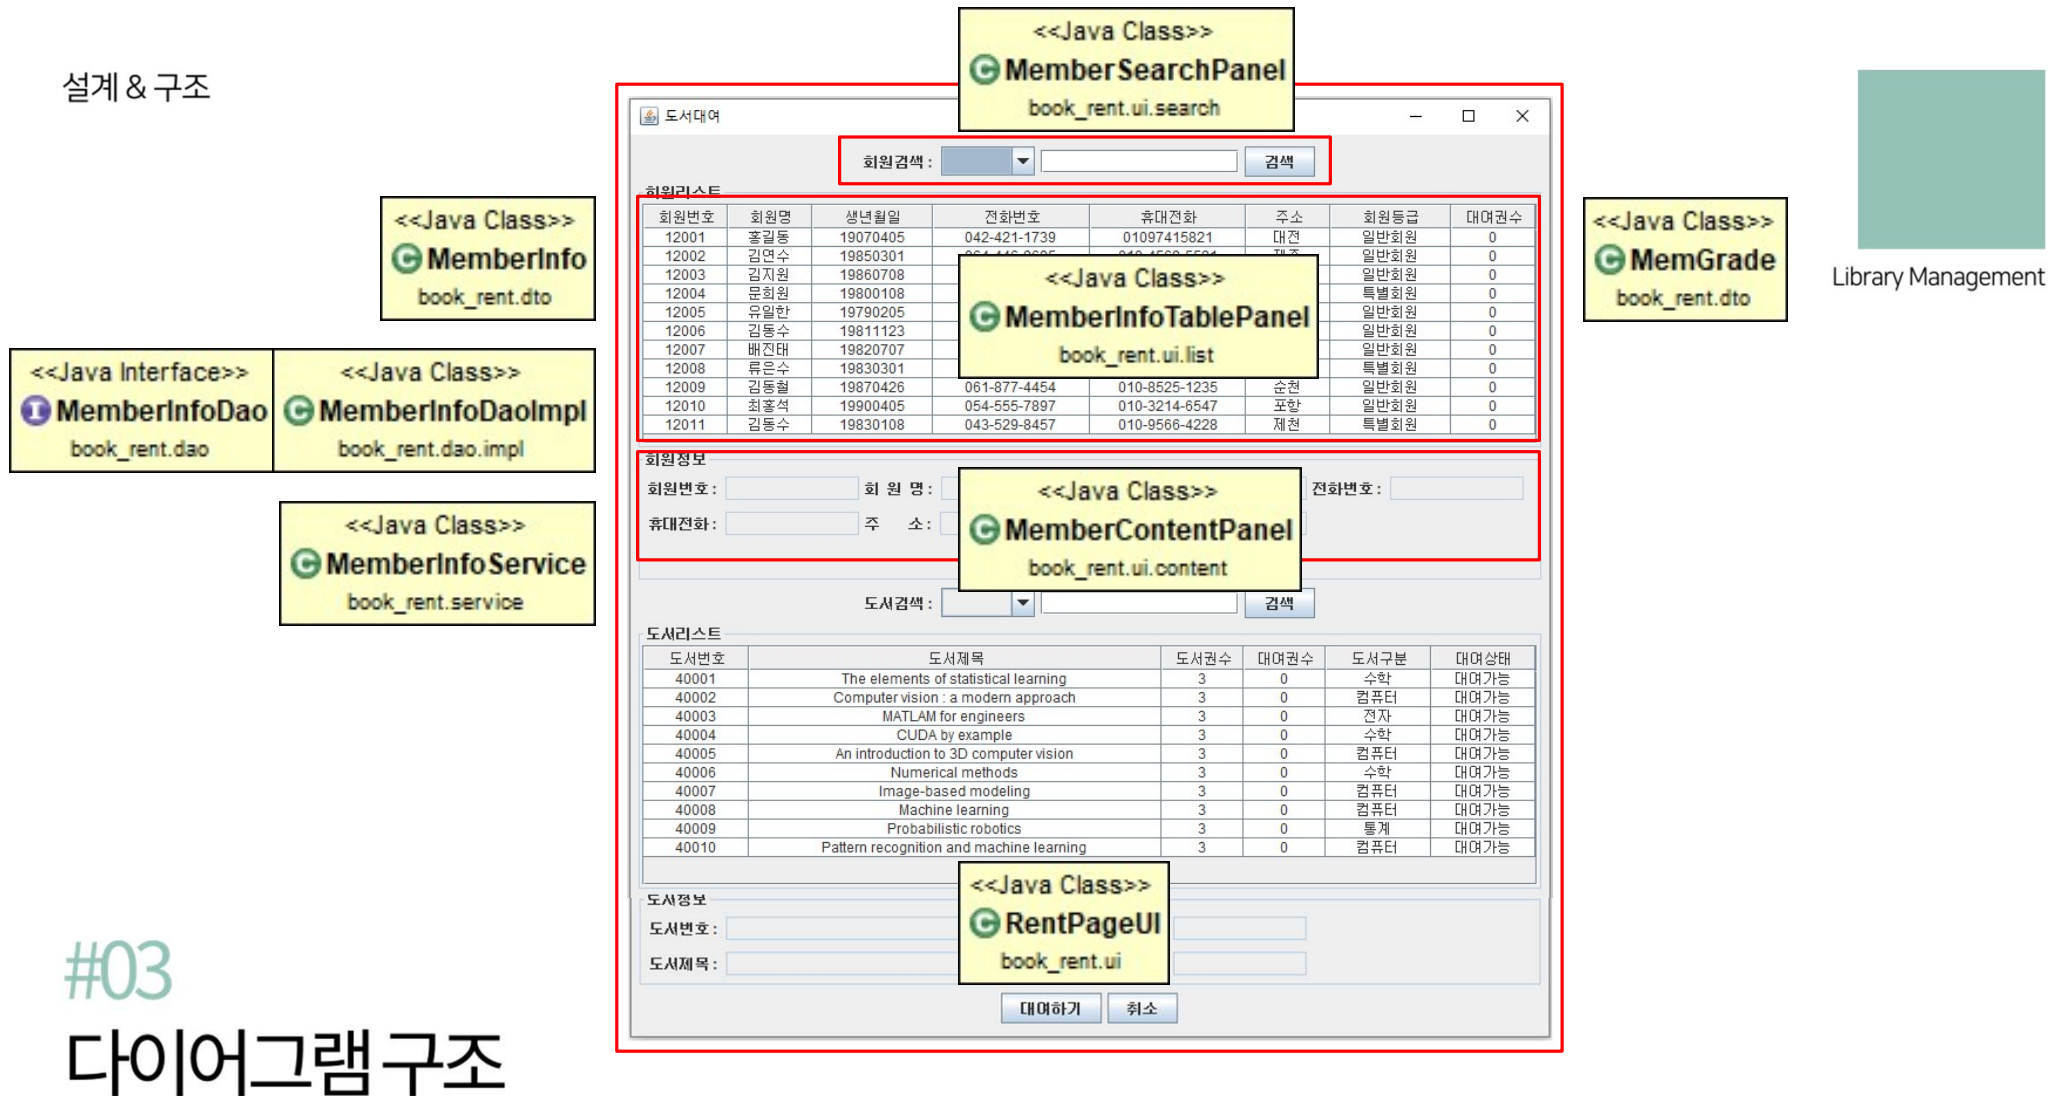 설계 & 구조
<<Java Class>>
MemberSearchPanel
book_rent.ui.search
도서대여
회원검색 :
검색
회원리스트
회원번호 회원명 생년월일 전화번호 휴대전화 주소 회원등급 대여권수
12001 홍길동 19070405 042-421-1739 01097415821 대전 일반회원 0
12002 김연수 19850301 일반회원 0
12003 김지원 19860708 일반회원 0
12004 문희원 19800108 특별회원 0
12005 유일한 19790205 일반회원 0
12006 김동수 19811123 일반회원 0
12007 배진태 19820707 일반회원 0
12008 류은수 19830301 특별회원 0
12009 김동철 19870426 061-877-4454 010-8525-1235 순천 일반회원 0
12010 최홍석 19900405 054-555-7897 010-3214-6547 포항 일반회원 0
12011 김동수 19830108 043-529-8457 010-9566-4228 제천 특별회원 0
<<Java Class>>
MemberInfoTablePanel
book_rent.ui.list
<<Java Class>>
MemberInfo
book_rent.dto
<<Java Interface>>
MemberInfoDao
book_rent.dao
<<Java Class>>
MemberInfoDaoImpl
book_rent.dao.impl
<<Java Class>>
MemberInfoService
book_rent.service
<<Java Class>>
MemGrade
book_rent.dto
Library Management
회원정보
회원번호 : 회 원 명 : 전화번호 :
휴대전화 : 주 소 :
<<Java Class>>
MemberContentPanel
book_rent.ui.content
도서검색 :
검색
도서리스트
도서번호 도서제목 도서권수 대여권수 도서구분 대여상태
40001 The elements of statistical learning 3 0 수학 대여가능
40002 Computer vision : a modern approach 3 0 컴퓨터 대여가능
40003 MATLAM for engineers 3 0 전자 대여가능
40004 CUDA by example 3 0 수학 대여가능
40005 An introduction to 3D computer vision 3 0 컴퓨터 대여가능
40006 Numerical methods 3 0 수학 대여가능
40007 Image-based modeling 3 0 컴퓨터 대여가능
40008 Machine learning 3 0 컴퓨터 대여가능
40009 Probabilistic robotics 3 0 통계 대여가능
40010 Pattern recognition and machine learning 3 0 컴퓨터 대여가능
<<Java Class>>
RentPageUI
book_rent.ui
도서정보
도서번호 :
도서제목 :
대여하기 취소
#03
다이어그램 구조